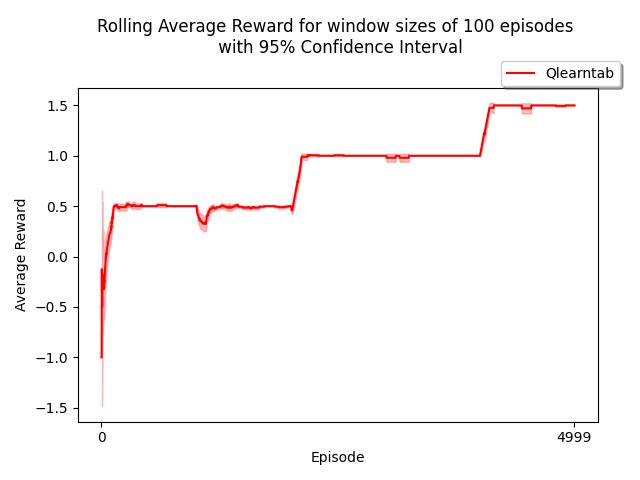 Rolling Average Reward for window sizes of 100 episodes
with 95% Confidence Interval
Qlearntab
1.5
1.0
0.5
0.0
−0.5
−1.0
−1.5
Average Reward
0
4999
Episode